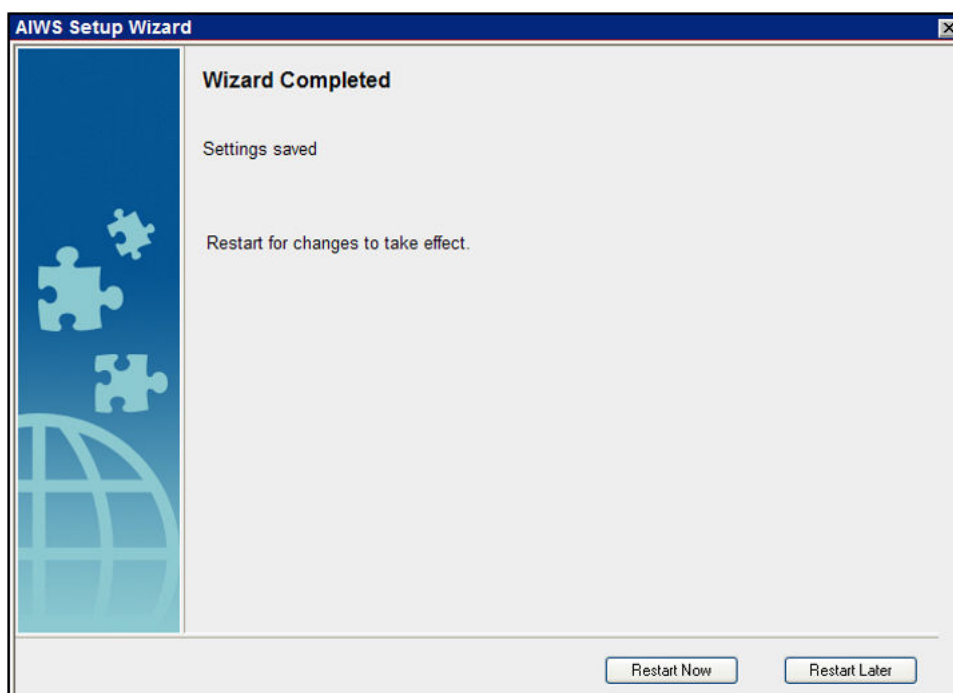 AIWS Setup Wizard
Wizard Completed
Settings saved
Restart for changes to take effect.
Restart Now
Restart Later